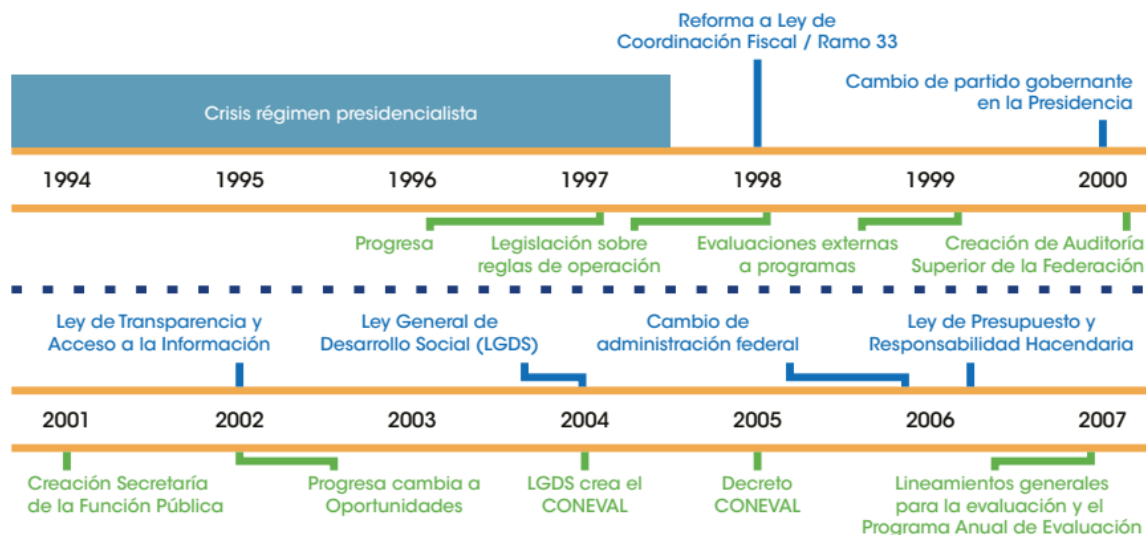 Reforma a Ley de
Coordinación Fiscal / Ramo 33
Cambio de partido gobernante
en la Presidencia
Crisis régimen presidencialista
1994 1995 1996 1997 1998 1999 2000
Progresa
Legislación sobre
reglas de operación
Evaluaciones externas
a programas
Creación de Auditoría
Superior de la Federación
Ley de Transparencia y
Acceso a la Información
Ley General de
Desarrollo Social (LGDS)
Cambio de
administración federal
Ley de Presupuesto y
Responsabilidad Hacendaria
2001 2002 2003 2004 2005 2006 2007
Creación Secretaría
de la Función Pública
Progresa cambia a
Oportunidades
LGDS crea el
CONEVAL
Decreto
CONEVAL
Lineamientos generales
para la evaluación y el
Programa Anual de Evaluación